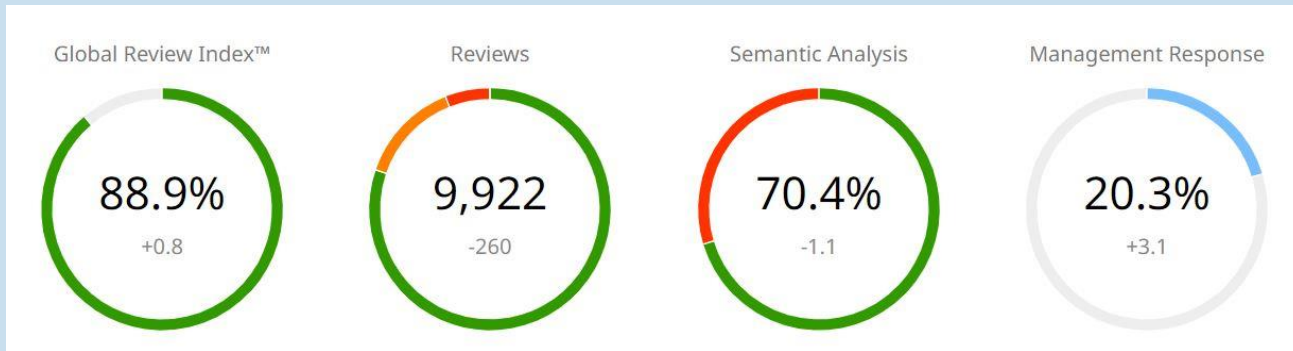 Global Review Index™
88.9%
+0.8
Reviews
9,922
-260
Semantic Analysis
70.4%
-1.1
Management Response
20.3%
+3.1